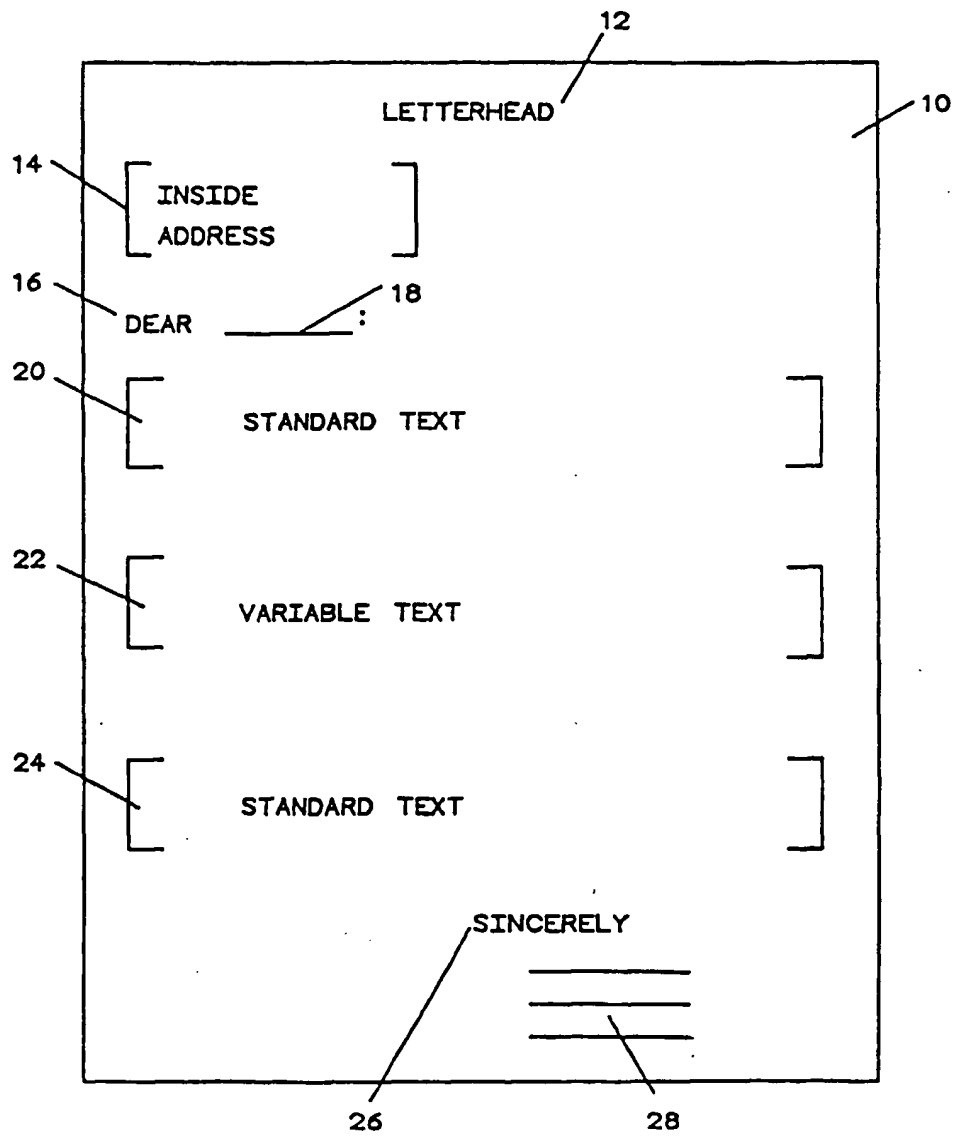 12
LETTERHEAD
10
14
INSIDE
ADDRESS
16
18
DEAR ________:
20
STANDARD TEXT
22
VARIABLE TEXT
24
STANDARD TEXT
SINCERELY
26
28